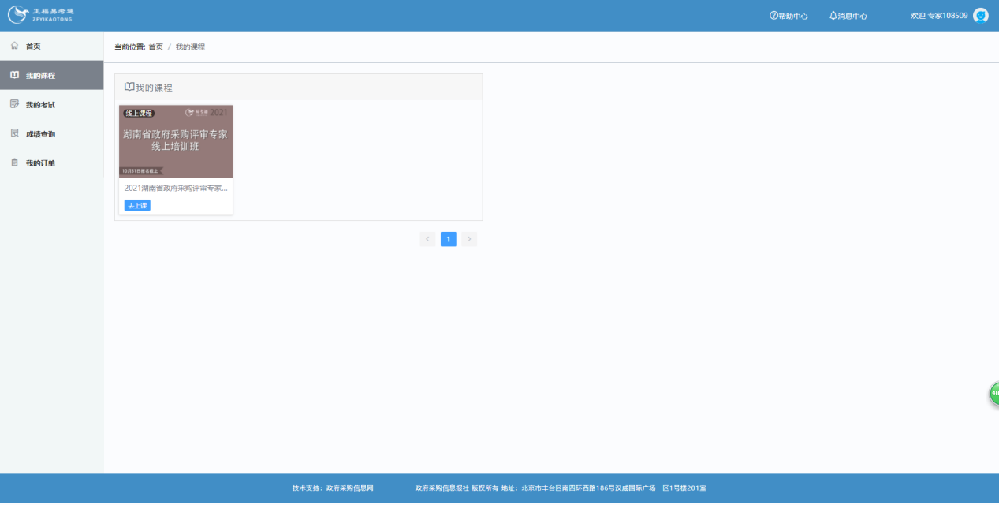 正福易考通
ZFYIKAOTONG
帮助中心
消息中心
欢迎 专家108509
首页
我的课程
我的考试
成绩查询
我的订单
当前位置: 首页 / 我的课程
我的课程
线上课程
易考通 2021
湖南省政府采购评审专家
线上培训班
10月31日报名截止
2021湖南省政府采购评审专家...
去上课
1
技术支持：政府采购信息网
政府采购信息报社 版权所有 地址：北京市丰台区南四环西路186号汉威国际广场一区1号楼201室